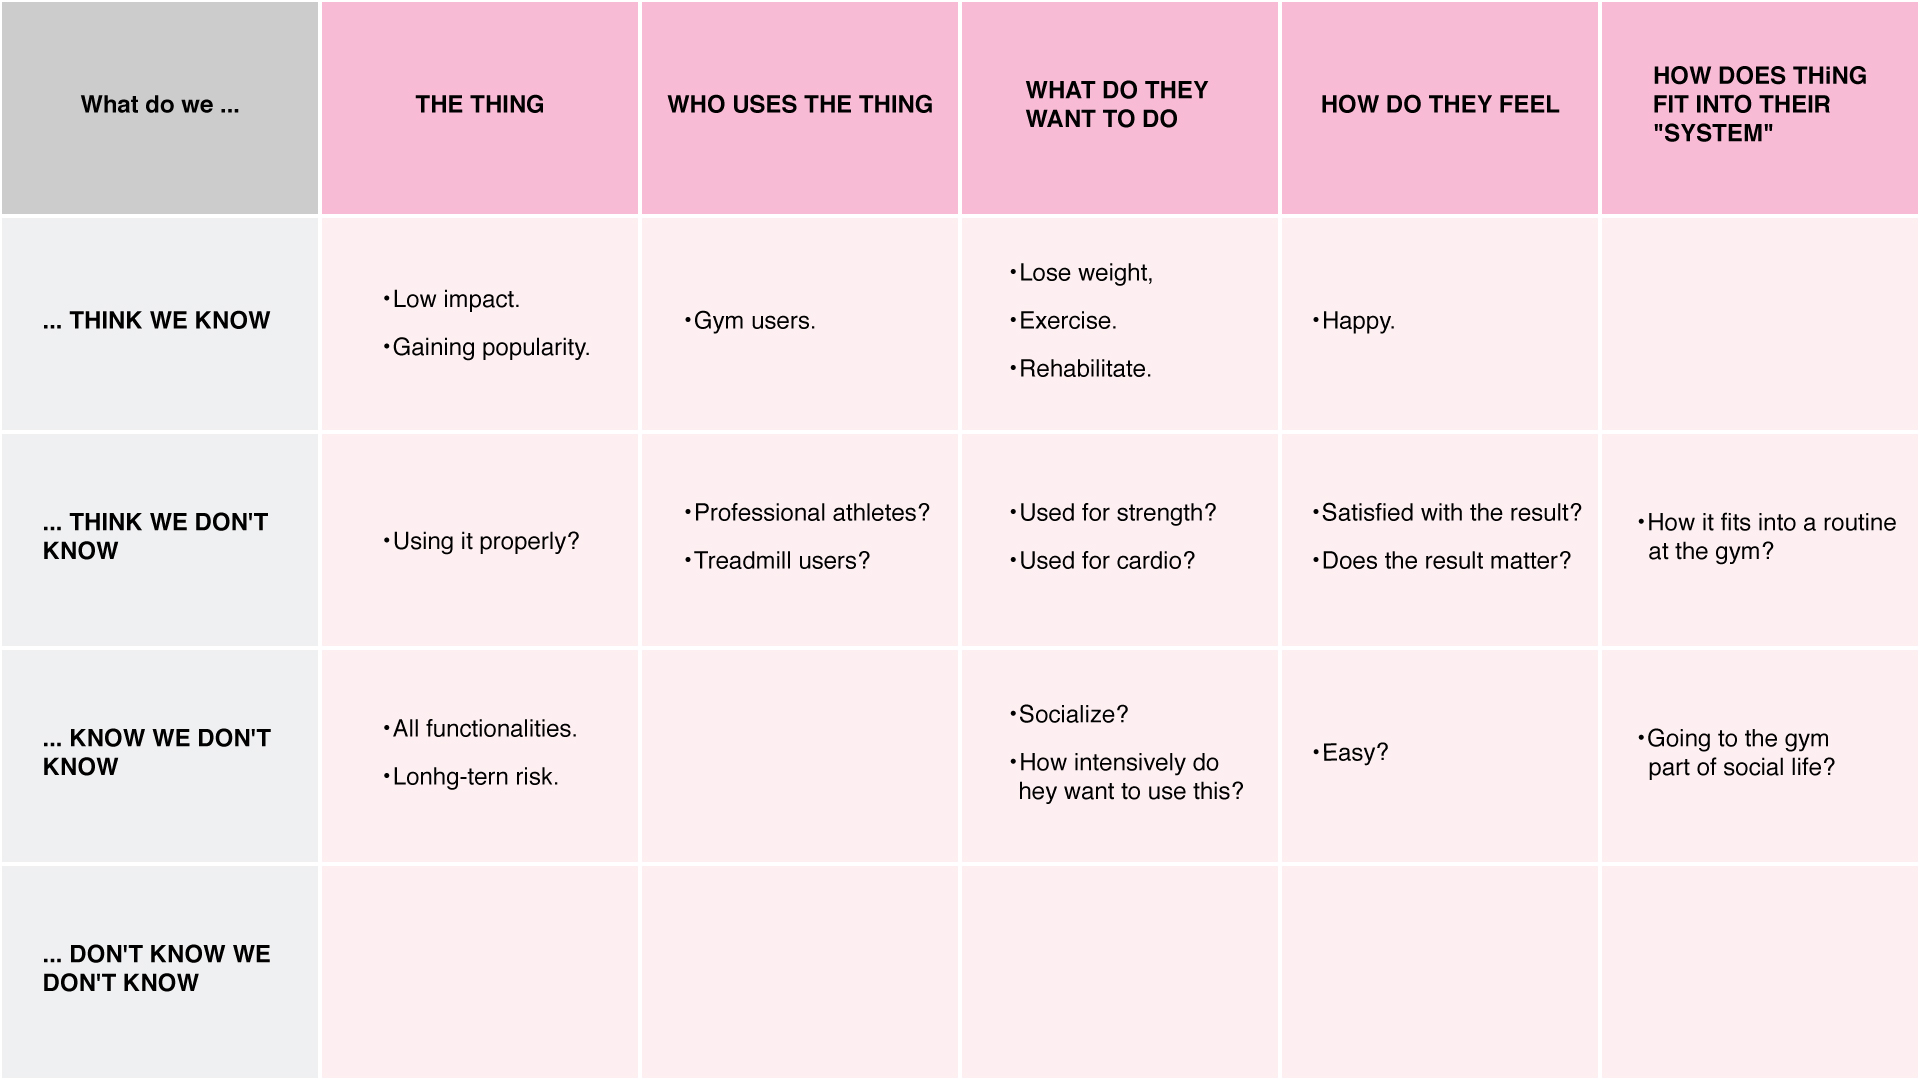 What do we ...
THE THING
WHO USES THE THING
WHAT DO THEY
WANT TO DO
HOW DO THEY FEEL
HOW DOES THiNG
FIT INTO THEIR
"SYSTEM"
... THINK WE KNOW
•Low impact.
•Gaining popularity.
•Gym users.
•Lose weight,
•Exercise.
•Rehabilitate.
•Happy.
... THINK WE DON'T
KNOW
•Using it properly?
•Professional athletes?
•Treadmill users?
•Used for strength?
•Used for cardio?
•Satisfied with the result?
•Does the result matter?
•How it fits into a routine
at the gym?
... KNOW WE DON'T
KNOW
•All functionalities.
•Lonhg-tern risk.
•Socialize?
•How intensively do
hey want to use this?
•Easy?
•Going to the gym
part of social life?
... DON'T KNOW WE
DON'T KNOW